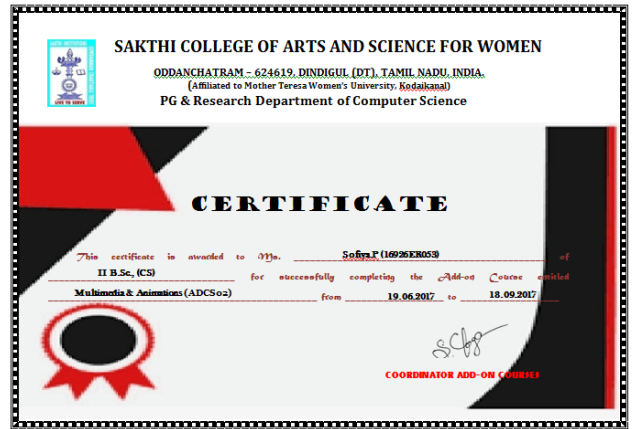 SAKTHI COLLEGE OF ARTS AND SCIENCE FOR WOMEN
ODDANCHATRAM – 624619, DINDIGUL (DT), TAMIL NADU, INDIA.
(Affiliated to Mother Teresa Women's University, Kodaikanal)
PG & Research Department of Computer Science
LIVE TO SERVE
CERTIFICATE
This certificate is awarded to Ms. Sofiya.P (16926ER053) of
II B.Sc., (CS) for successfully completing the Add-on Course entitled
Multimedia & Animations (ADCS02) from 19.06.2017 to 18.09.2017
COORDINATOR ADD-ON COURSES